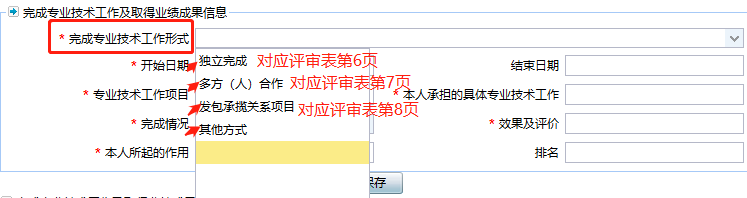 完成专业技术工作及取得业绩成果信息
* 完成专业技术工作形式
独立完成 对应评审表第6页
* 开始日期 结束日期
多方（人）合作 对应评审表第7页
* 专业技术工作项目 * 本人承担的具体专业技术工作
发包承揽关系项目 对应评审表第8页
* 完成情况 * 效果及评价
其他方式
* 本人所起的作用 排名
保存